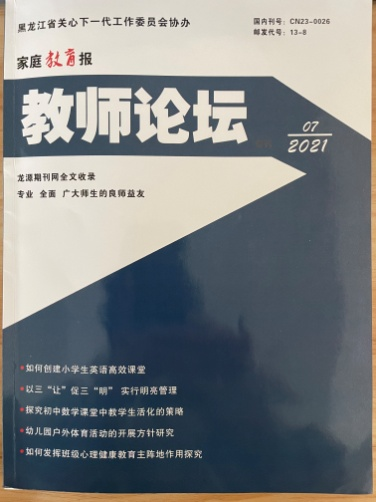 黑龙江省关心下一代工作委员会协办
国内刊号：CN23-0026
邮发代号：13-8
家庭教育报
教师论坛
07
2021
龙源期刊网全文收录
专业 全面 广大师生的良师益友
如何创建小学生英语高效课堂
以三“让”促三“明” 实行明亮管理
探究初中数学课堂中教学生活化的策略
幼儿园户外体育活动的开展方针研究
如何发挥班级心理健康教育主阵地作用探究